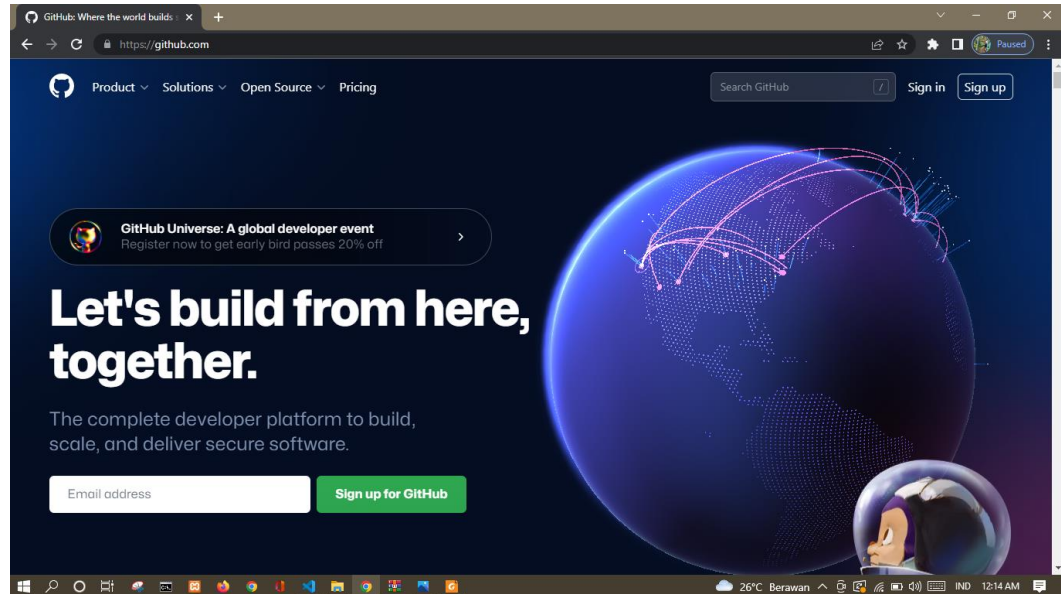 GitHub: Where the world builds
https://github.com
Paused
Product
Solutions
Open Source
Pricing
Search GitHub
/
Sign in
Sign up
GitHub Universe: A global developer event
Register now to get early bird passes 20% off
Let's build from here,
together.
The complete developer platform to build,
scale, and deliver secure software.
Email address
Sign up for GitHub
26°C Berawan
IND
12:14 AM